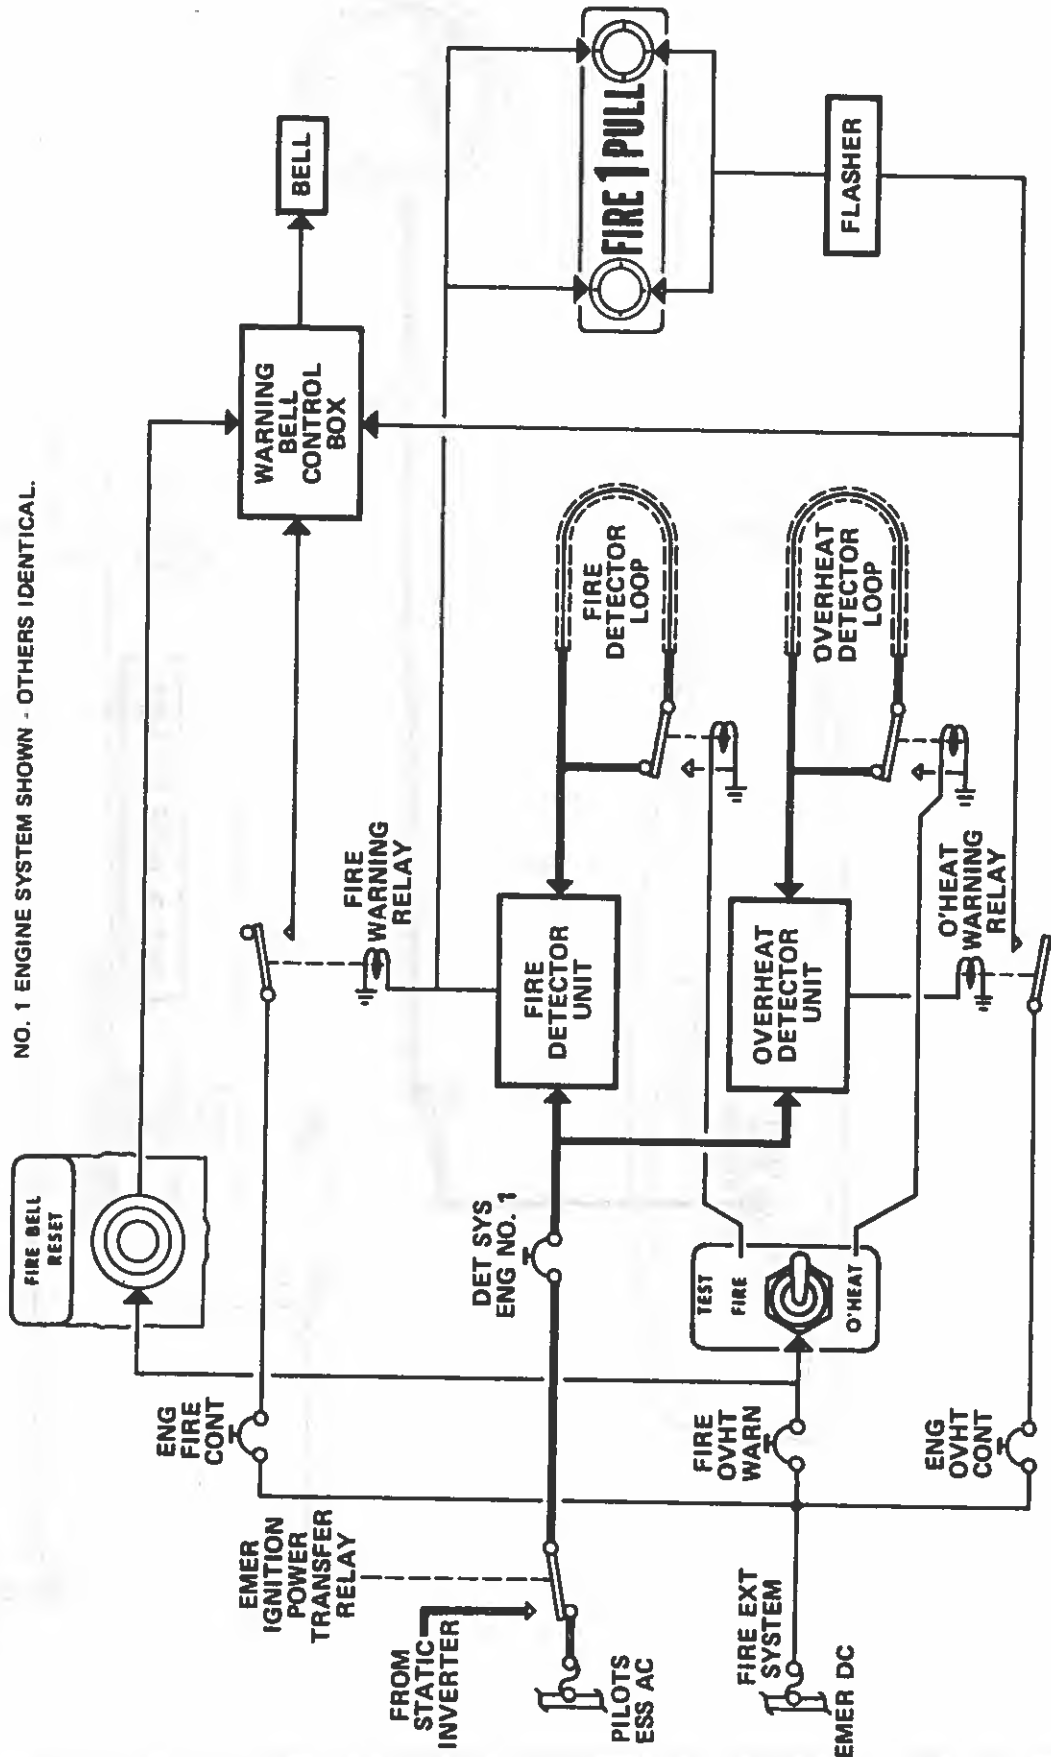 NO. 1 ENGINE SYSTEM SHOWN - OTHERS IDENTICAL.
FIRE BELL
RESET
ENG
FIRE
CONT
WARNING
BELL
CONTROL
BOX
BELL
EMER
IGNITION
POWER
TRANSFER
RELAY
FIRE
WARNING
RELAY
FROM
STATIC
INVERTER
PILOTS
ESS AC
DET SYS
ENG NO. 1
FIRE
DETECTOR
UNIT
FIRE
DETECTOR
LOOP
FIRE 1 PULL
FIRE EXT
SYSTEM
EMER DC
FIRE
OVHT
WARN
TEST
FIRE
O'HEAT
OVERHEAT
DETECTOR
UNIT
OVERHEAT
DETECTOR
LOOP
FLASHER
ENG
OVHT
CONT
O'HEAT
WARNING
RELAY